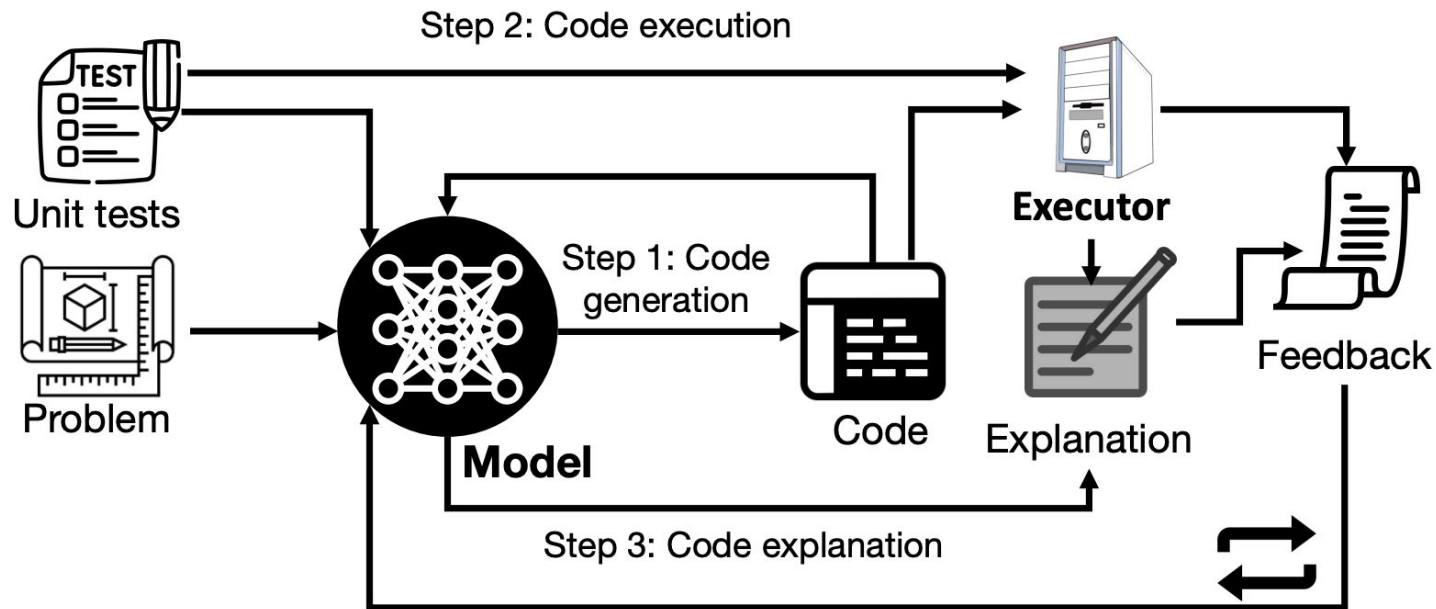 Step 2: Code execution
TEST
Unit tests
Executor
Step 1: Code
generation
Feedback
Problem
Code
Explanation
Model
Step 3: Code explanation